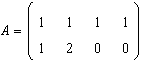 A = ( 1 1 1 1
1 2 0 0 )